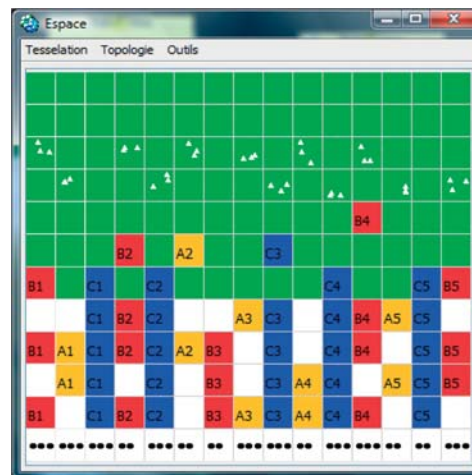 Espace
Tesselation Topologie Outils
B4
B2 A2 C3
B1 C1 C2 C4 C5 B5
C1 B2 C2 A3 C3 C4 B4 A5 C5
B1 A1 C1 B2 C2 A2 B3 C3 C4 B4 C5 B5
A1 C1 C2 B3 C3 A4 C4 A5 C5 B5
B1 C1 B2 C2 B3 A3 C3 A4 C4 B4 C5